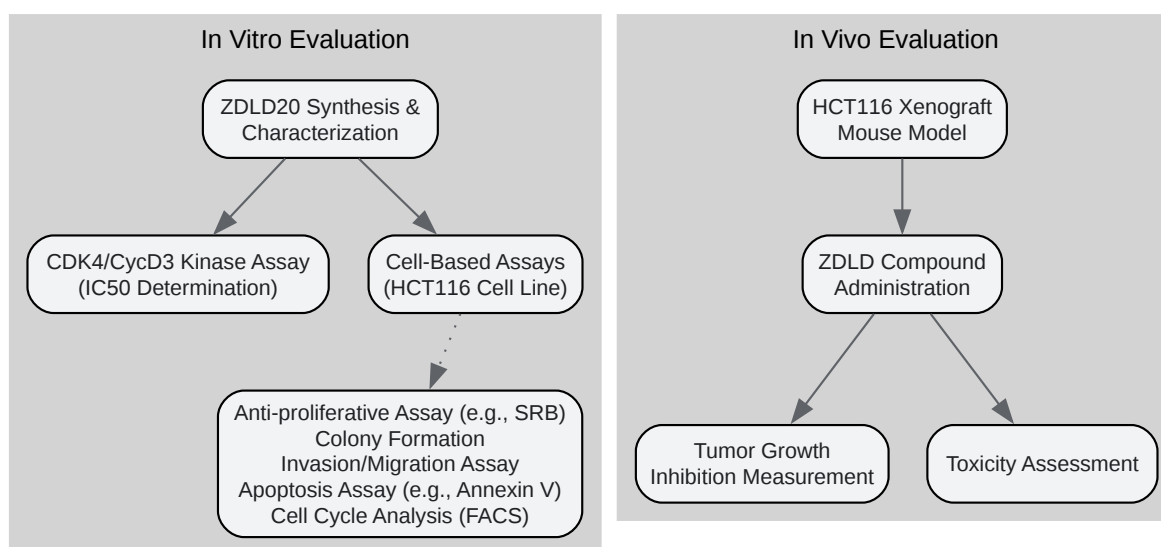 In Vitro Evaluation
ZDLD20 Synthesis &
Characterization
CDK4/CycD3 Kinase Assay
(IC50 Determination)
Cell-Based Assays
(HCT116 Cell Line)
Anti-proliferative Assay (e.g., SRB)
Colony Formation
Invasion/Migration Assay
Apoptosis Assay (e.g., Annexin V)
Cell Cycle Analysis (FACS)
In Vivo Evaluation
HCT116 Xenograft
Mouse Model
ZDLD Compound
Administration
Tumor Growth
Inhibition Measurement
Toxicity Assessment